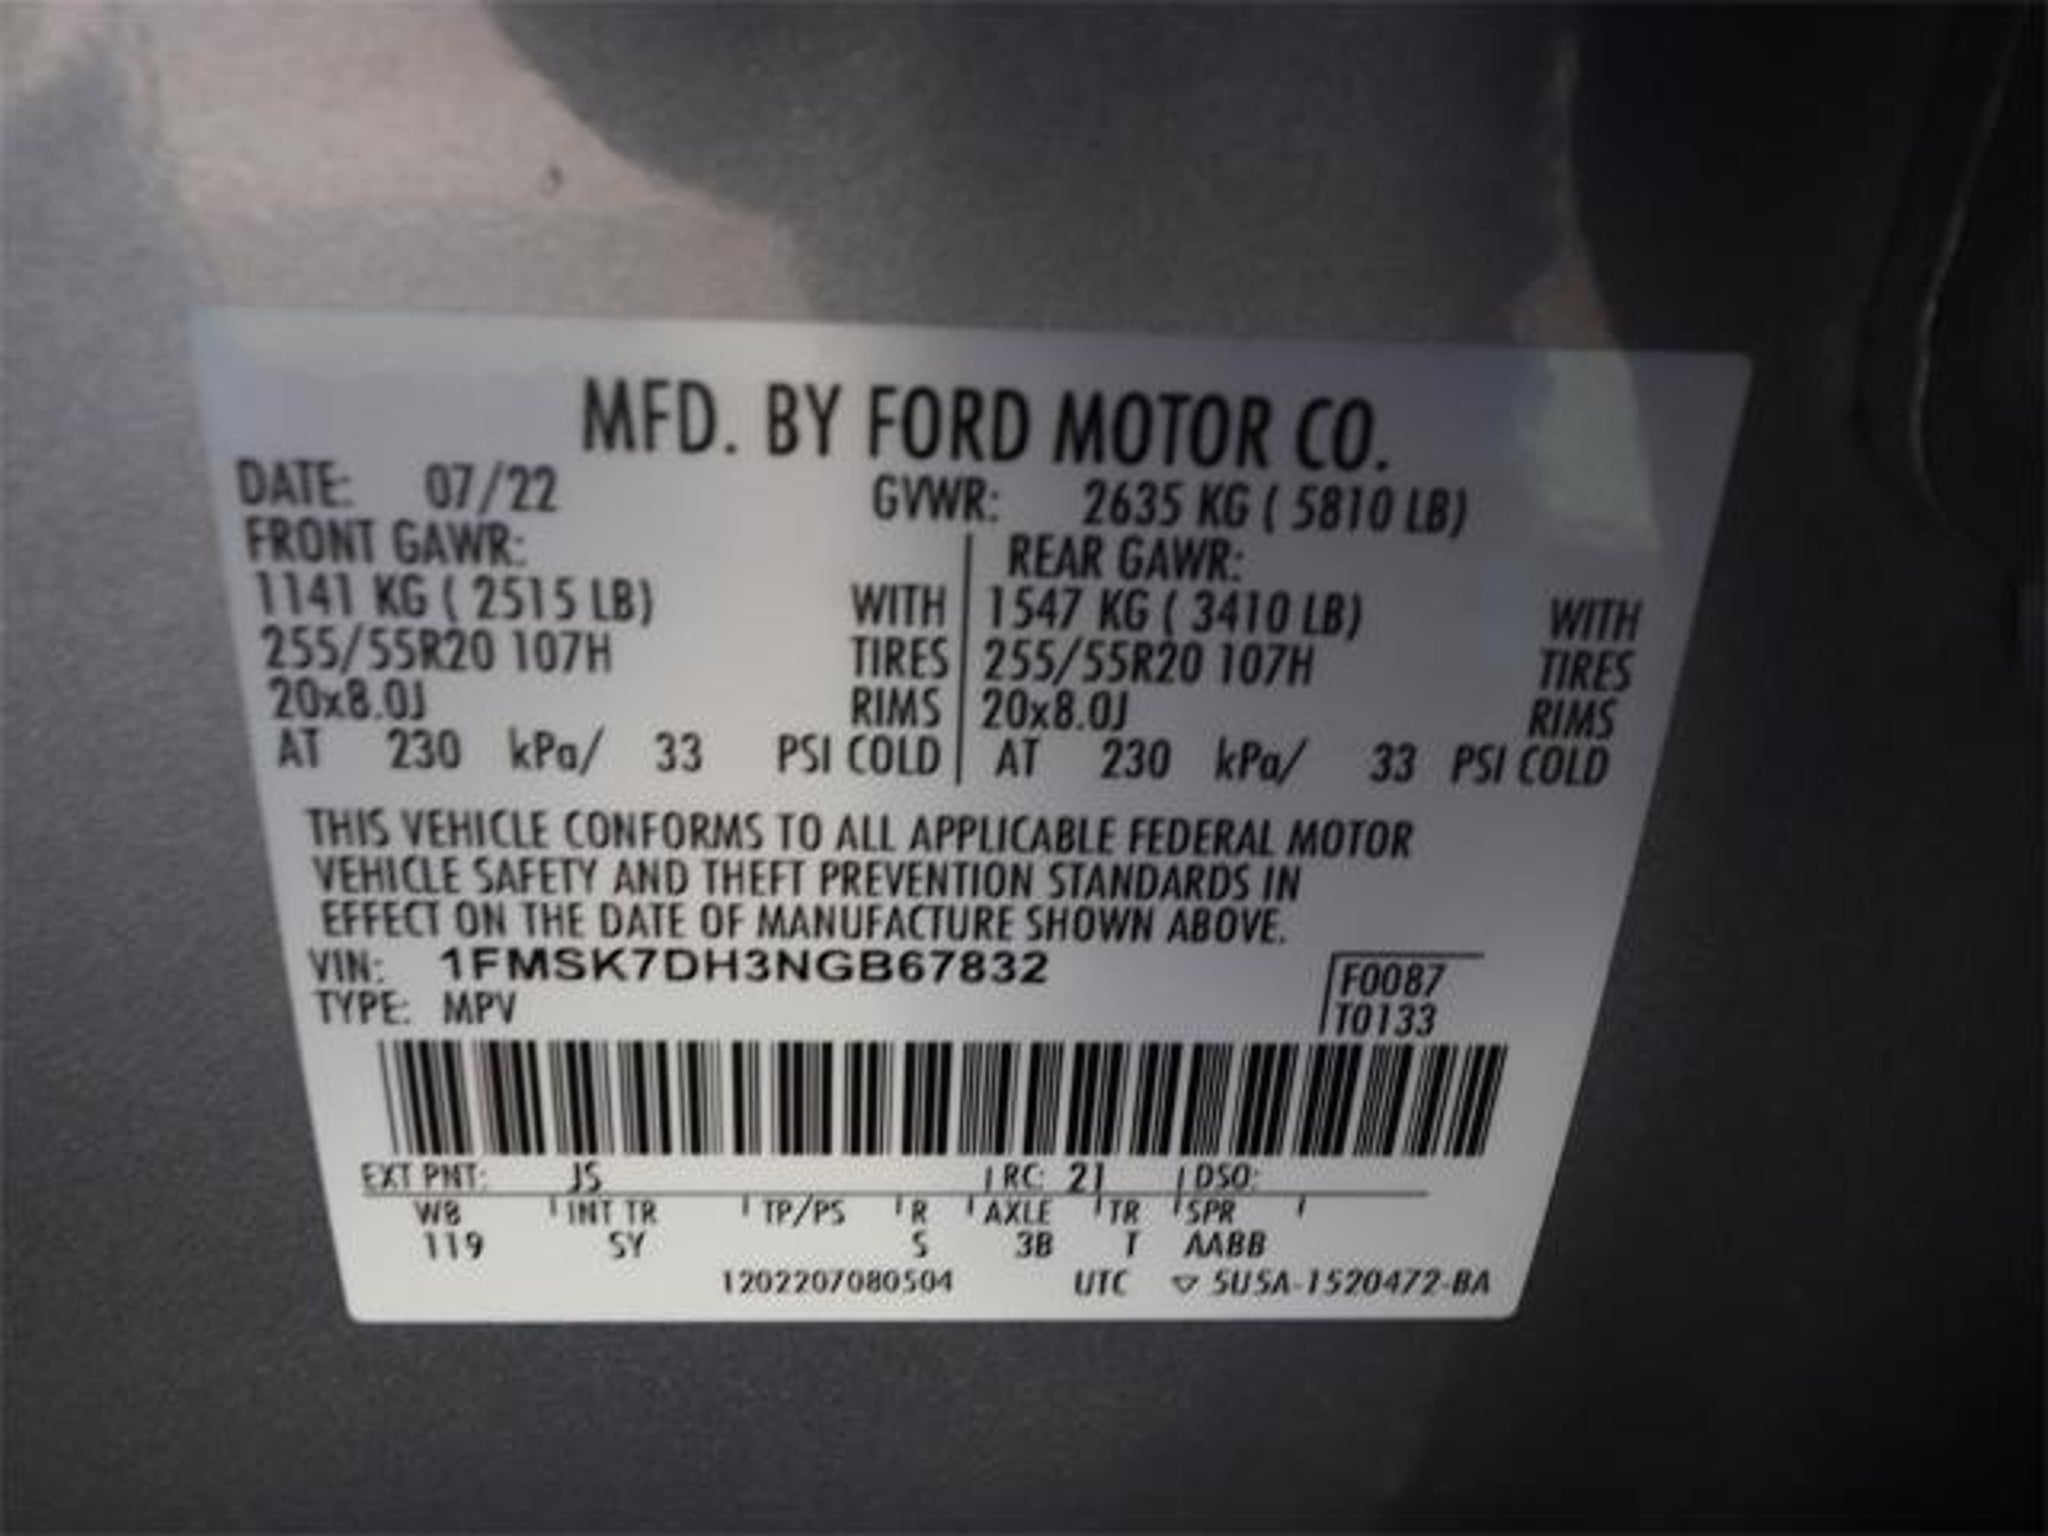 MFD. BY FORD MOTOR CO.
DATE: 07/22 GVWR: 2635 KG ( 5810 LB)
FRONT GAWR: REAR GAWR:
1141 KG ( 2515 LB) WITH 1547 KG ( 3410 LB) WITH
255/55R20 107H TIRES 255/55R20 107H TIRES
20x8.0J RIMS 20x8.0J RIMS
AT 230 kPa/ 33 PSI COLD AT 230 kPa/ 33 PSI COLD
THIS VEHICLE CONFORMS TO ALL APPLICABLE FEDERAL MOTOR
VEHICLE SAFETY AND THEFT PREVENTION STANDARDS IN
EFFECT ON THE DATE OF MANUFACTURE SHOWN ABOVE.
VIN: 1FMSK7DH3NGB67832 F0087
TYPE: MPV T0133
EXT PNT: JS RC: 21 DSO:
WB INT TR TP/PS R AXLE TR SPR
119 SY S 3B T AABB
1202207080504 UTC ▽ 5U5A-1520472-BA